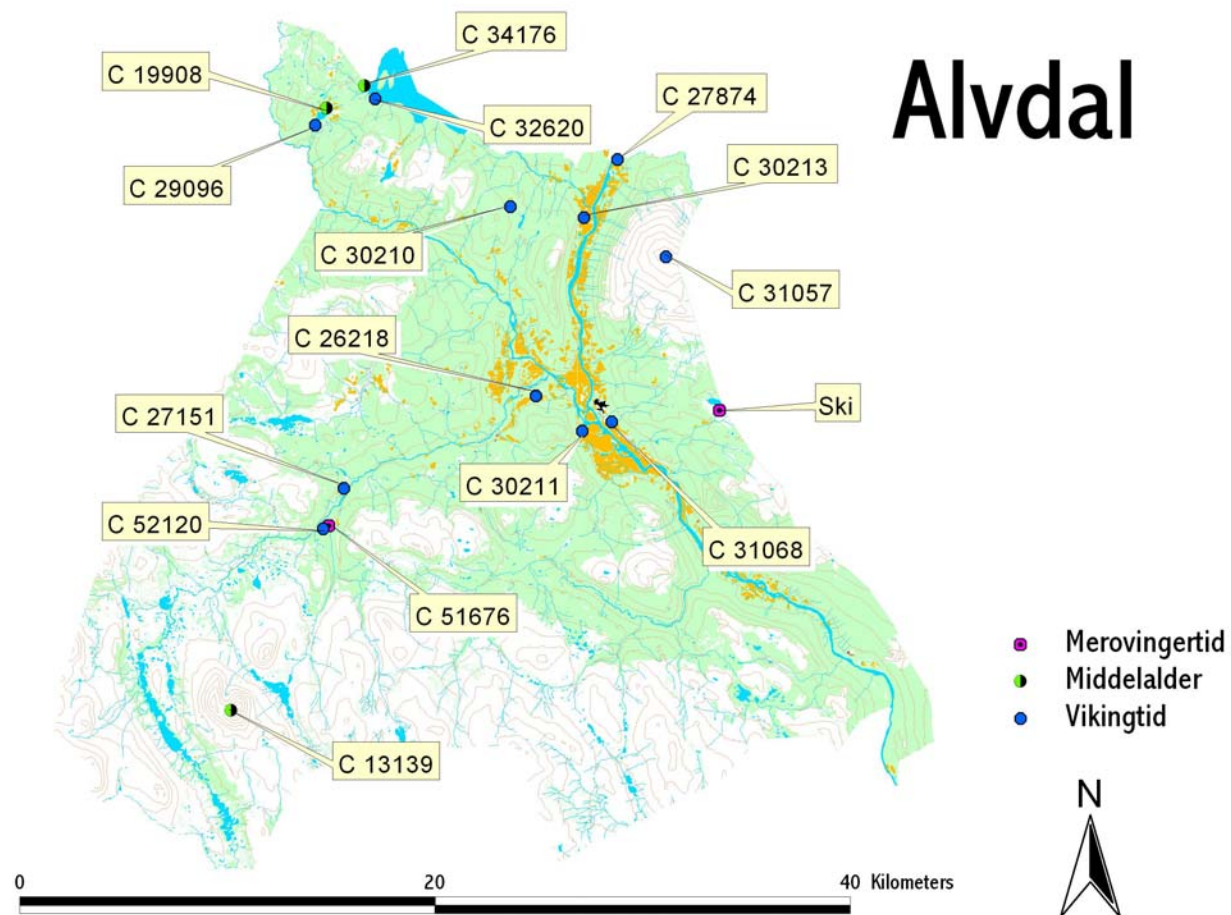 Alvdal
C 34176
C 19908
C 27874
C 32620
C 30213
C 29096
C 30210
C 31057
C 26218
C 27151
Ski
C 30211
C 52120
C 31068
C 51676
C 13139
Merovingertid
Middelalder
Vikingtid
N
0 20 40 Kilometers